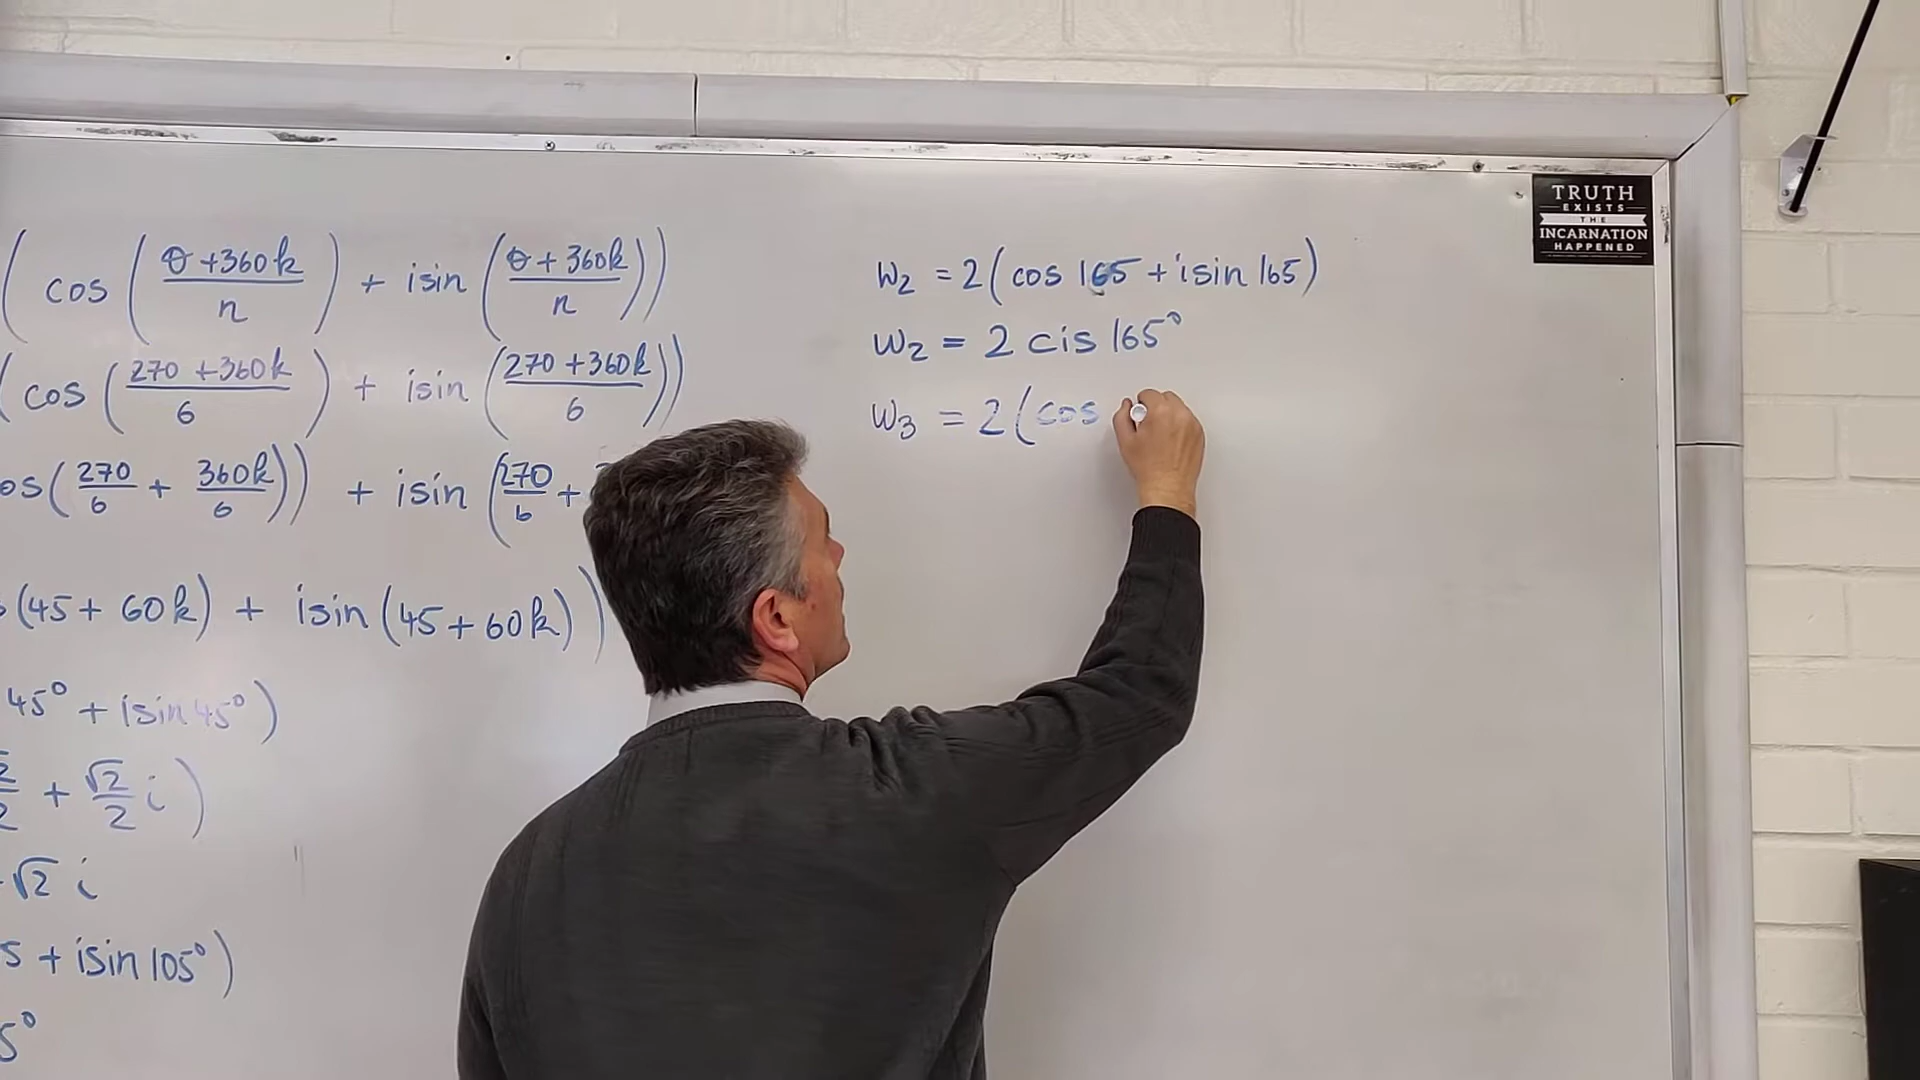 ( cos ( θ+360k / n ) + isin ( θ+360k / n ))
( cos ( 270+360k / 6 ) + isin ( 270+360k / 6 ))
os( 270/6 + 360k/6 )) + isin ( 270/6 +
(45+60k) + isin (45+60k) )
45° + isin 45° )
+ √2/2 i )
√2 i
5 + isin 105° )
5°
w₂ = 2( cos 165 + isin 165)
w₂ = 2 cis 165°
w₃ = 2( cos
TRUTH
EXISTS
THE
INCARNATION
HAPPENED